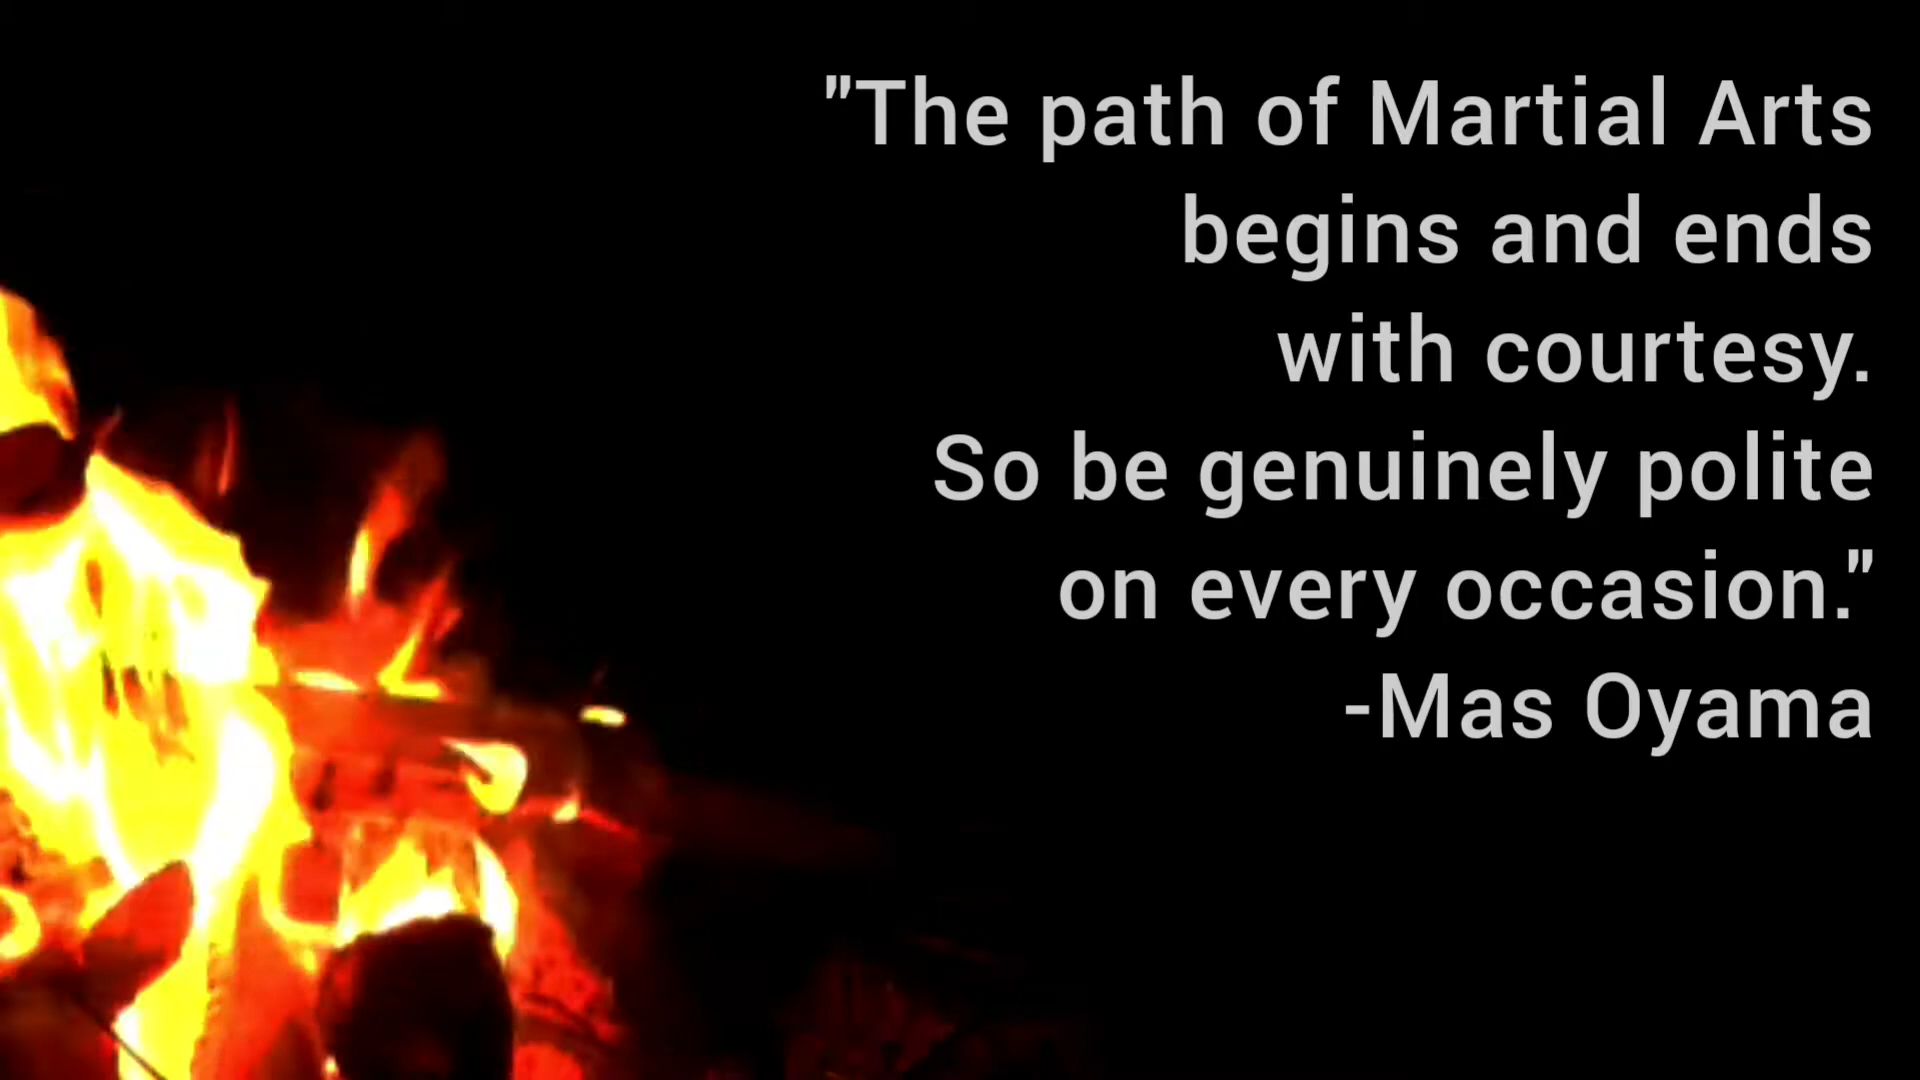 "The path of Martial Arts
begins and ends
with courtesy.
So be genuinely polite
on every occasion."
-Mas Oyama